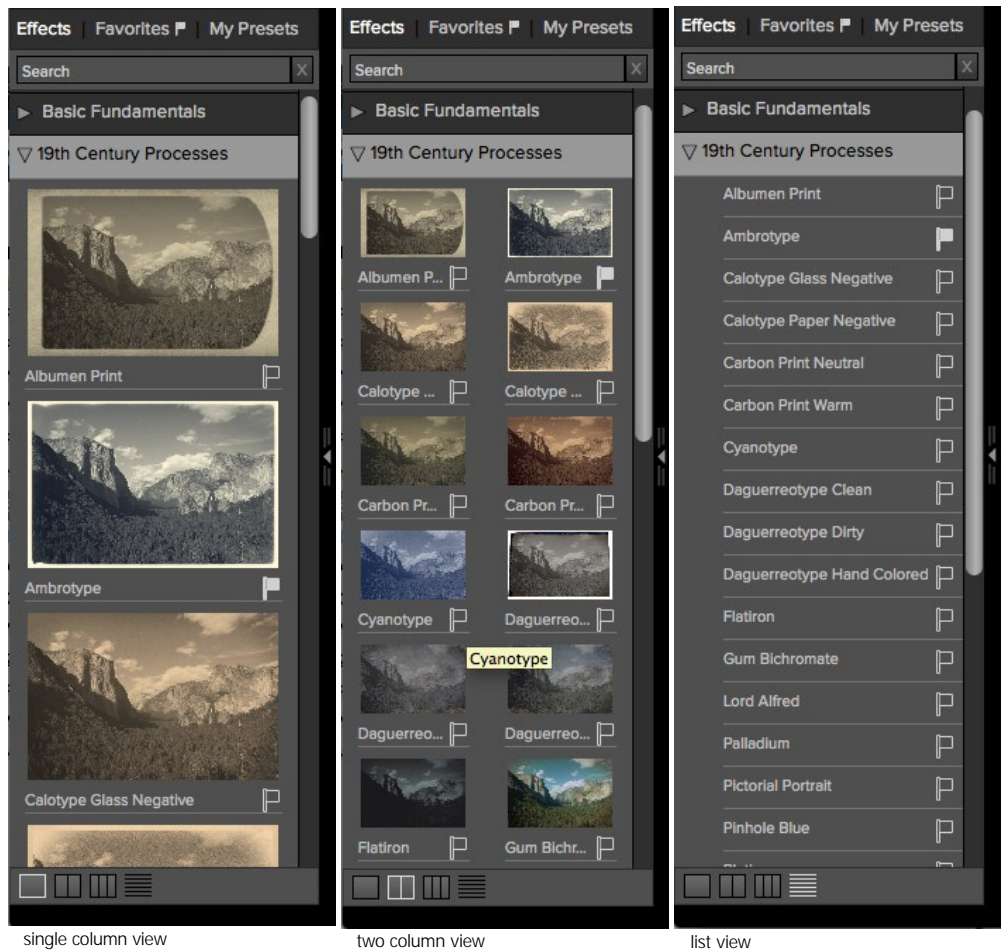 Effects | Favorites | My Presets
Search X
Basic Fundamentals
19th Century Processes
Albumen Print
Ambrotype
Calotype Glass Negative
single column view
Effects | Favorites | My Presets
Search X
Basic Fundamentals
19th Century Processes
Albumen P... Ambrotype
Calotype ... Calotype ...
Carbon Pr... Carbon Pr...
Cyanotype Daguerreo...
Cyanotype
Daguerreo... Daguerreo...
Flatiron Gum Bichr...
two column view
Effects | Favorites | My Presets
Search X
Basic Fundamentals
19th Century Processes
Albumen Print
Ambrotype
Calotype Glass Negative
Calotype Paper Negative
Carbon Print Neutral
Carbon Print Warm
Cyanotype
Daguerreotype Clean
Daguerreotype Dirty
Daguerreotype Hand Colored
Flatiron
Gum Bichromate
Lord Alfred
Palladium
Pictorial Portrait
Pinhole Blue
list view